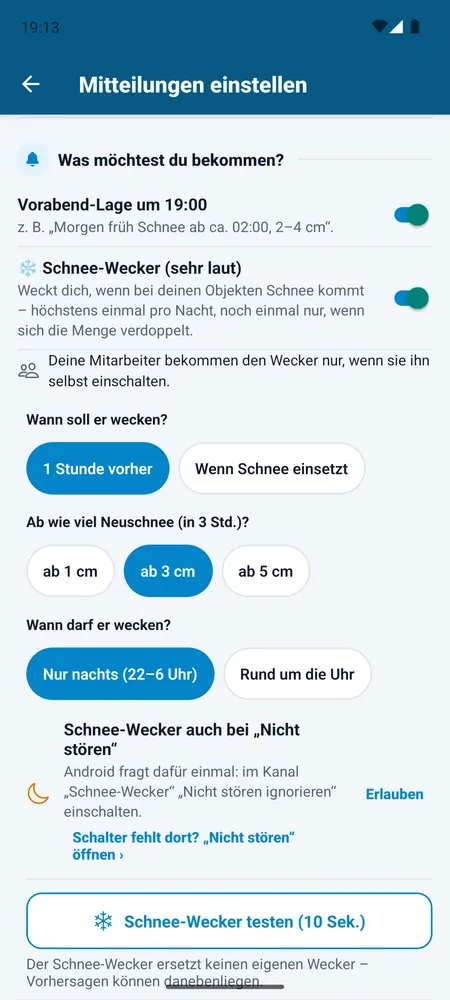 19:13
Mitteilungen einstellen
Was möchtest du bekommen?
Vorabend-Lage um 19:00
z. B. „Morgen früh Schnee ab ca. 02:00, 2–4 cm“.
Schnee-Wecker (sehr laut)
Weckt dich, wenn bei deinen Objekten Schnee kommt
– höchstens einmal pro Nacht, noch einmal nur, wenn
sich die Menge verdoppelt.
Deine Mitarbeiter bekommen den Wecker nur, wenn sie ihn
selbst einschalten.
Wann soll er wecken?
1 Stunde vorher
Wenn Schnee einsetzt
Ab wie viel Neuschnee (in 3 Std.)?
ab 1 cm
ab 3 cm
ab 5 cm
Wann darf er wecken?
Nur nachts (22–6 Uhr)
Rund um die Uhr
Schnee-Wecker auch bei „Nicht
stören“
Android fragt dafür einmal: im Kanal
„Schnee-Wecker“ „Nicht stören ignorieren“
einschalten.
Erlauben
Schalter fehlt dort? „Nicht stören“
öffnen ›
Schnee-Wecker testen (10 Sek.)
Der Schnee-Wecker ersetzt keinen eigenen Wecker –
Vorhersagen können danebenliegen.